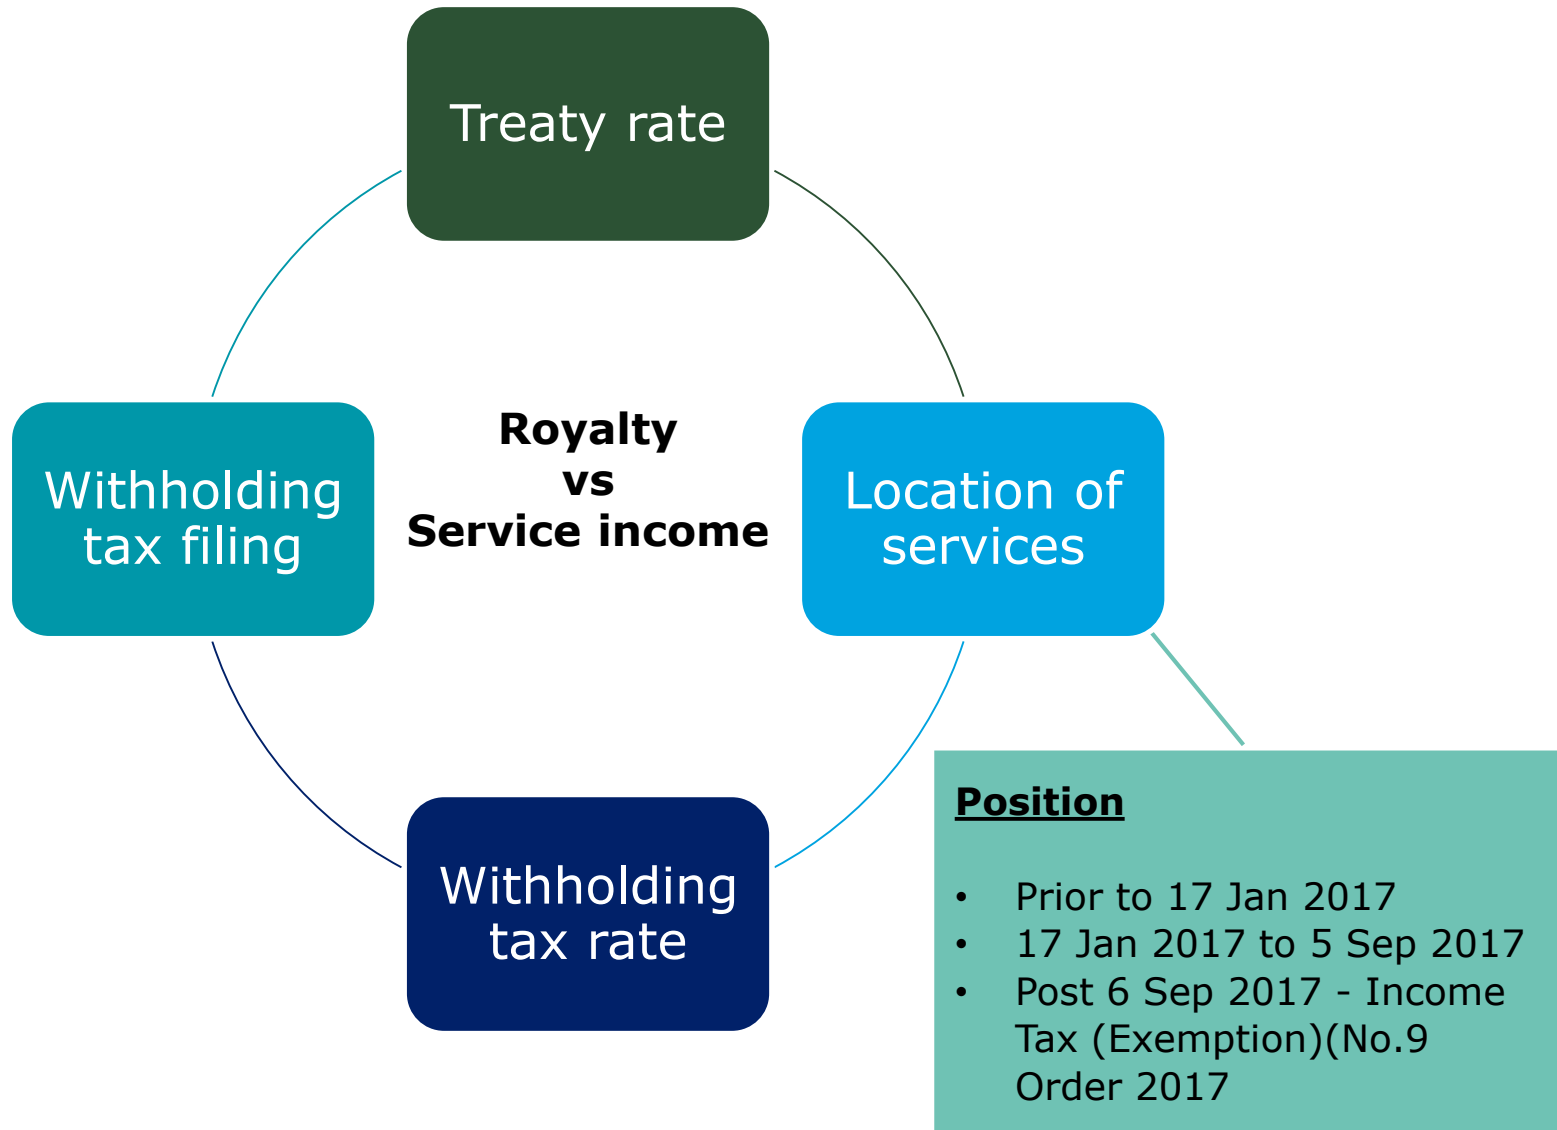 Treaty rate
Withholding
tax filing
Royalty
vs
Service income
Location of
services
Withholding
tax rate
Position
• Prior to 17 Jan 2017
• 17 Jan 2017 to 5 Sep 2017
• Post 6 Sep 2017 - Income
Tax (Exemption)(No.9
Order 2017